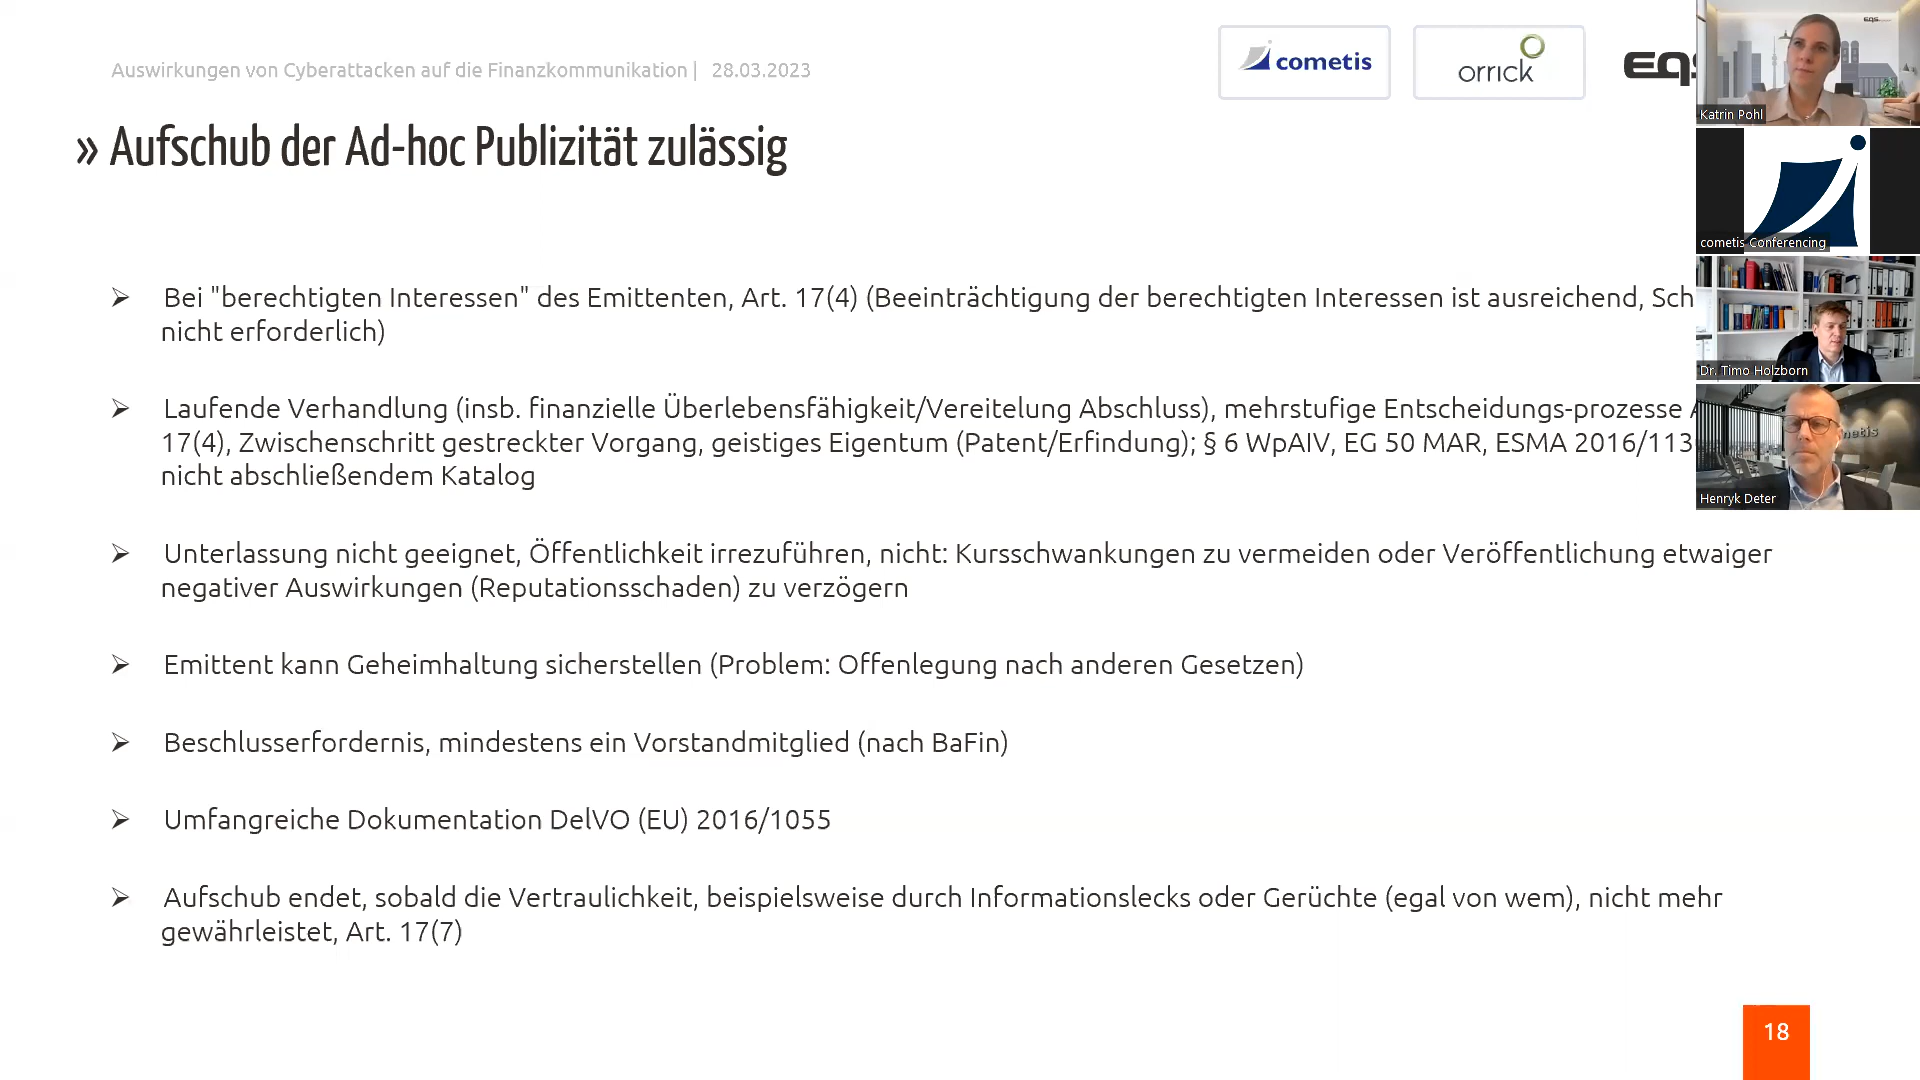 Auswirkungen von Cyberattacken auf die Finanzkommunikation | 28.03.2023
cometis
orrick
EQS
» Aufschub der Ad-hoc Publizität zulässig
Katrin Pohl
cometis Conferencing
Dr. Timo Holzborn
Henryk Deter
➢ Bei "berechtigten Interessen" des Emittenten, Art. 17(4) (Beeinträchtigung der berechtigten Interessen ist ausreichend,
nicht erforderlich)
➢ Laufende Verhandlung (insb. finanzielle Überlebensfähigkeit/Vereitelung Abschluss), mehrstufige Entscheidungs-prozesse
17(4), Zwischenschritt gestreckter Vorgang, geistiges Eigentum (Patent/Erfindung); § 6 WpAIV, EG 50 MAR, ESMA 2016/113
nicht abschließendem Katalog
➢ Unterlassung nicht geeignet, Öffentlichkeit irrezuführen, nicht: Kursschwankungen zu vermeiden oder Veröffentlichung etwaiger
negativer Auswirkungen (Reputationsschaden) zu verzögern
➢ Emittent kann Geheimhaltung sicherstellen (Problem: Offenlegung nach anderen Gesetzen)
➢ Beschlusserfordernis, mindestens ein Vorstandmitglied (nach BaFin)
➢ Umfangreiche Dokumentation DelVO (EU) 2016/1055
➢ Aufschub endet, sobald die Vertraulichkeit, beispielsweise durch Informationslecks oder Gerüchte (egal von wem), nicht mehr
gewährleistet, Art. 17(7)
18